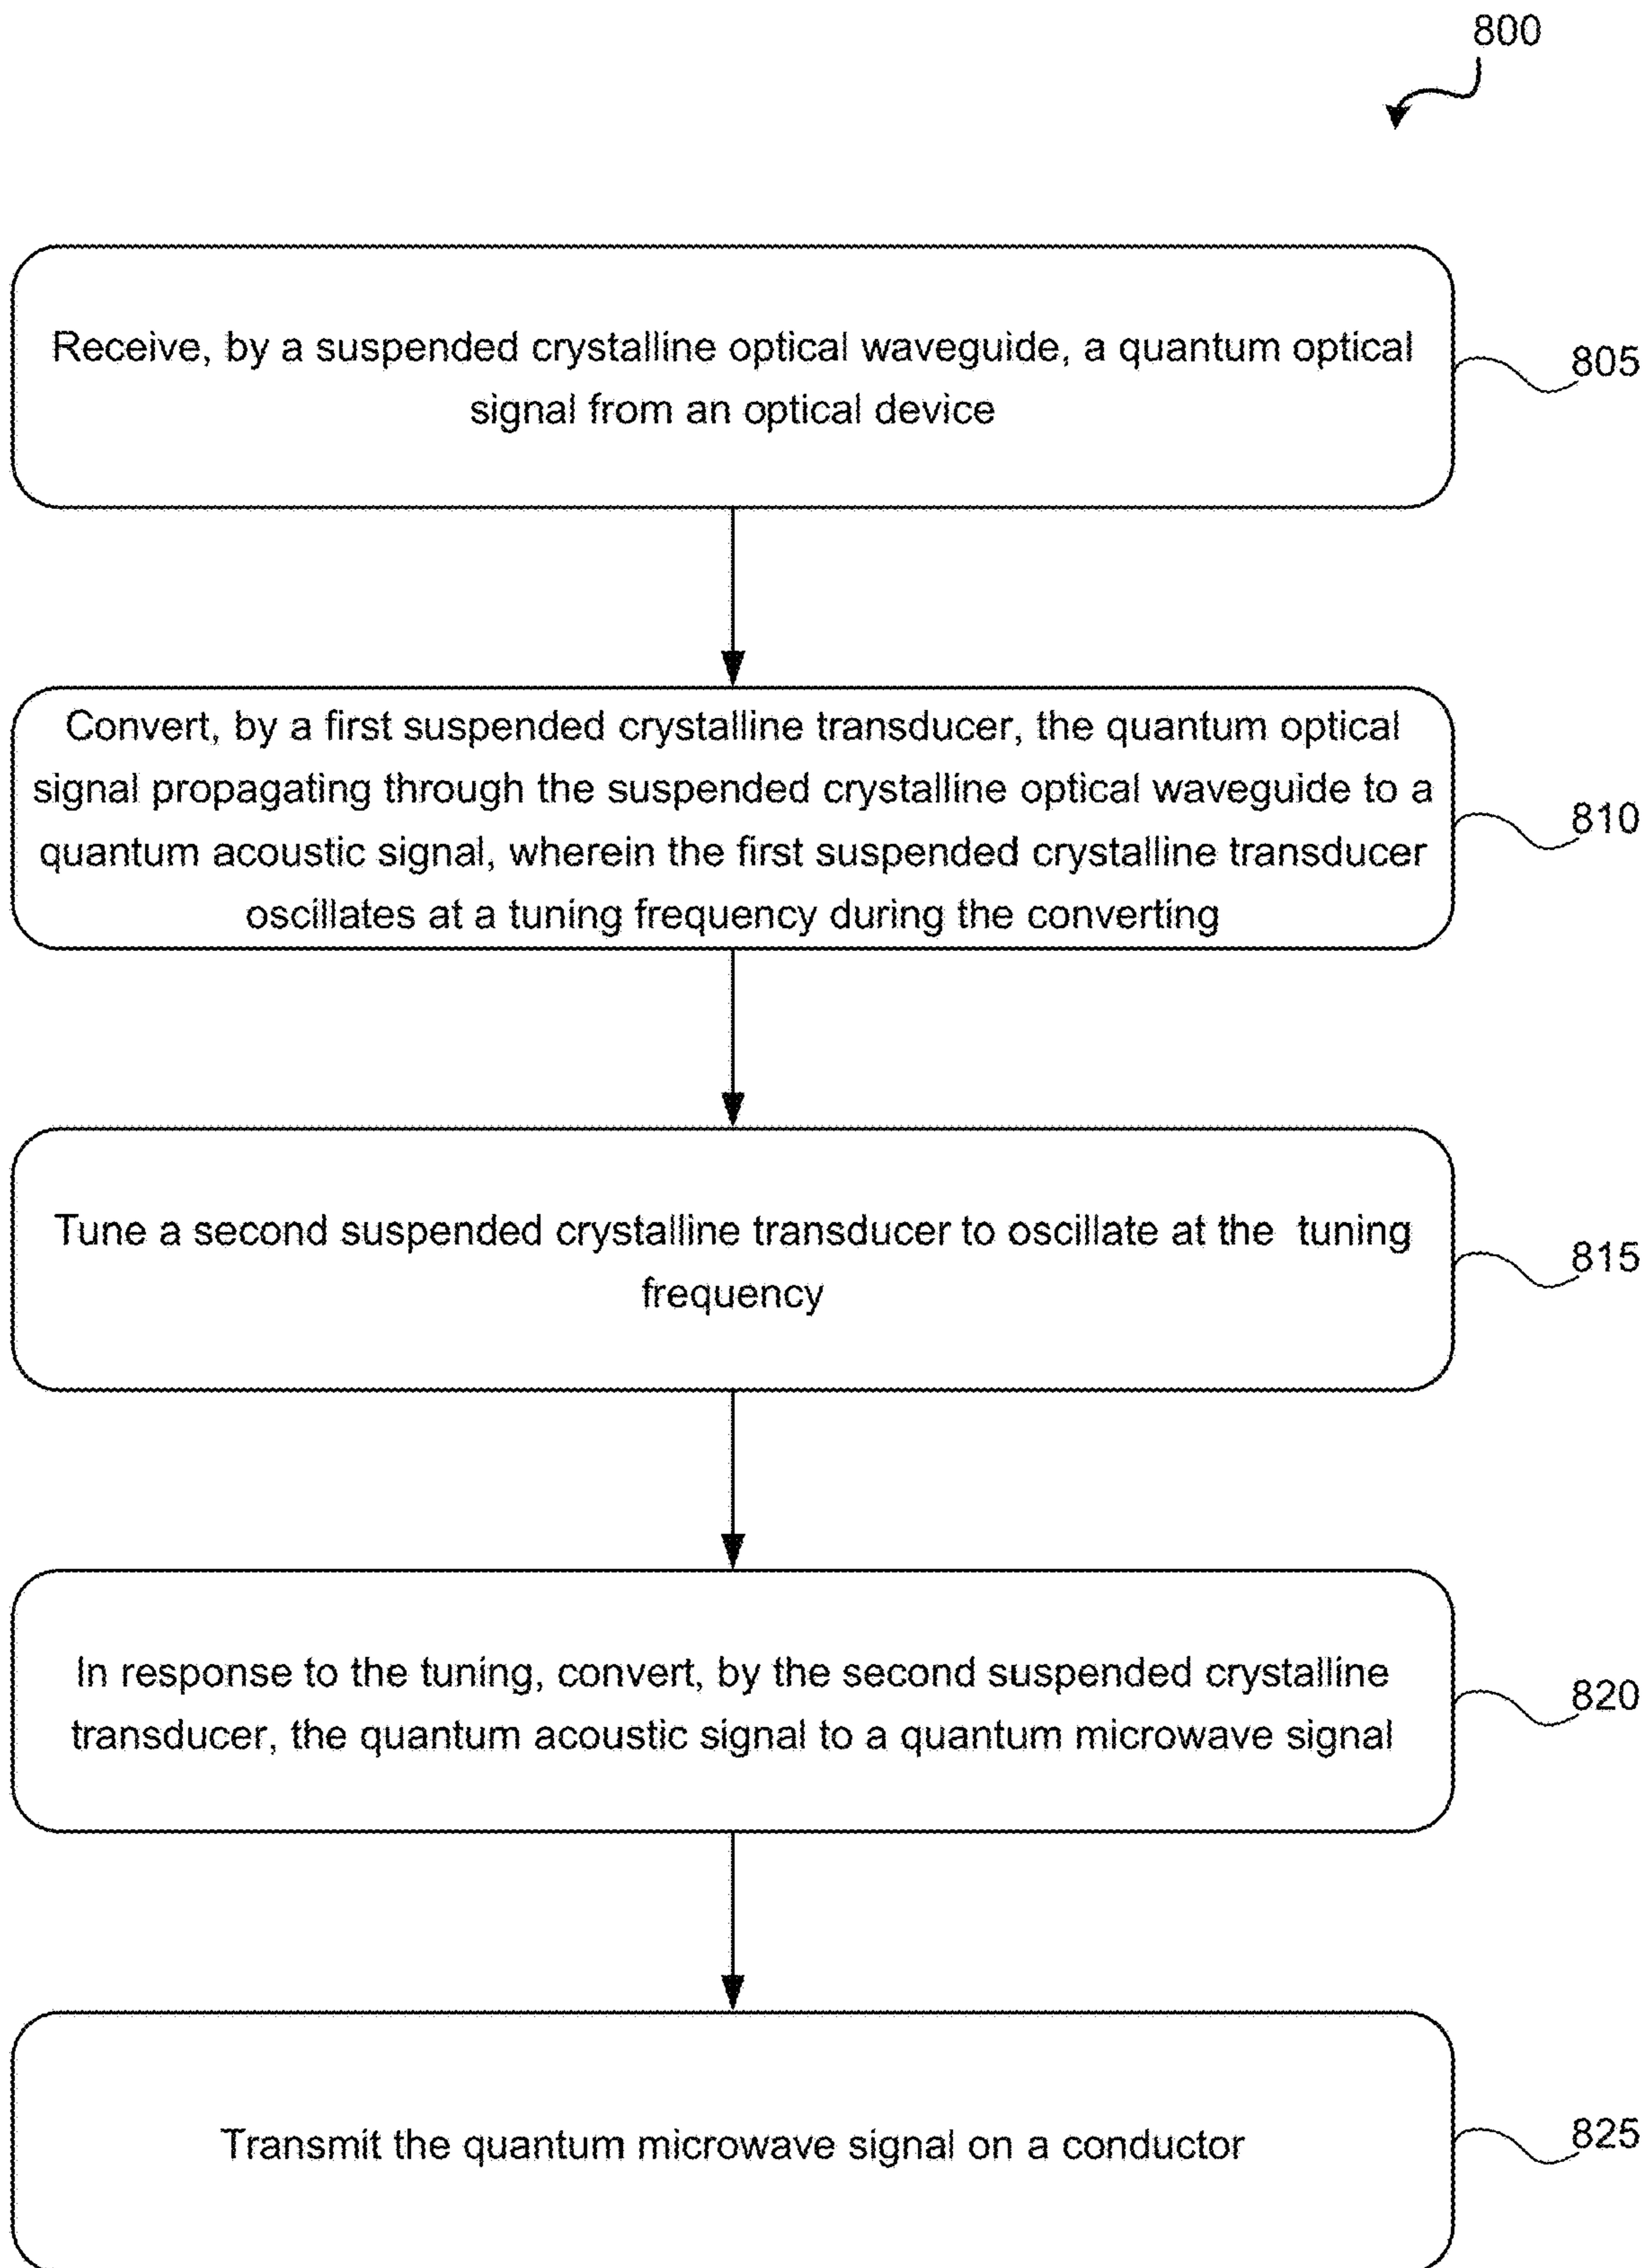 800
Receive, by a suspended crystalline optical waveguide, a quantum optical
signal from an optical device
805
Convert, by a first suspended crystalline transducer, the quantum optical
signal propagating through the suspended crystalline optical waveguide to a
quantum acoustic signal, wherein the first suspended crystalline transducer
oscillates at a tuning frequency during the converting
810
Tune a second suspended crystalline transducer to oscillate at the tuning
frequency
815
In response to the tuning, convert, by the second suspended crystalline
transducer, the quantum acoustic signal to a quantum microwave signal
820
Transmit the quantum microwave signal on a conductor
825